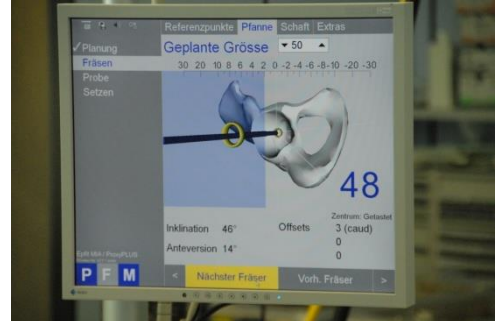 Referenzpunkte Pfanne Schaft Extras
✓Planung
Fräsen
Probe
Setzen
Geplante Grösse 50
30 20 10 8 6 4 2 0 -2 -4 -6 -8 -10 -20 -30
48
Zentrum: Getastet
Inklination 46° Offsets 3 (caud)
0
Anteversion 14° 0
P F M
< Nächster Fräser Vorh. Fräser >